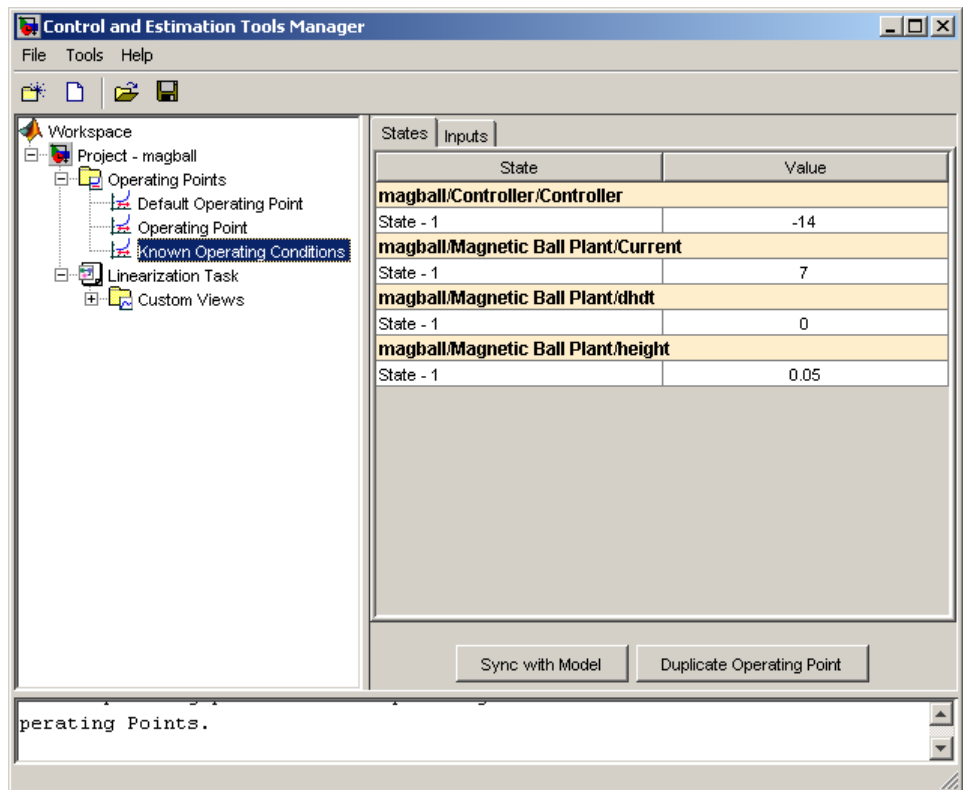 Control and Estimation Tools Manager
File Tools Help
Workspace
Project - magball
Operating Points
Default Operating Point
Operating Point
Known Operating Conditions
Linearization Task
Custom Views
States Inputs
State Value
magball/Controller/Controller
State - 1 -14
magball/Magnetic Ball Plant/Current
State - 1 7
magball/Magnetic Ball Plant/dhdt
State - 1 0
magball/Magnetic Ball Plant/height
State - 1 0.05
Sync with Model Duplicate Operating Point
perating Points.